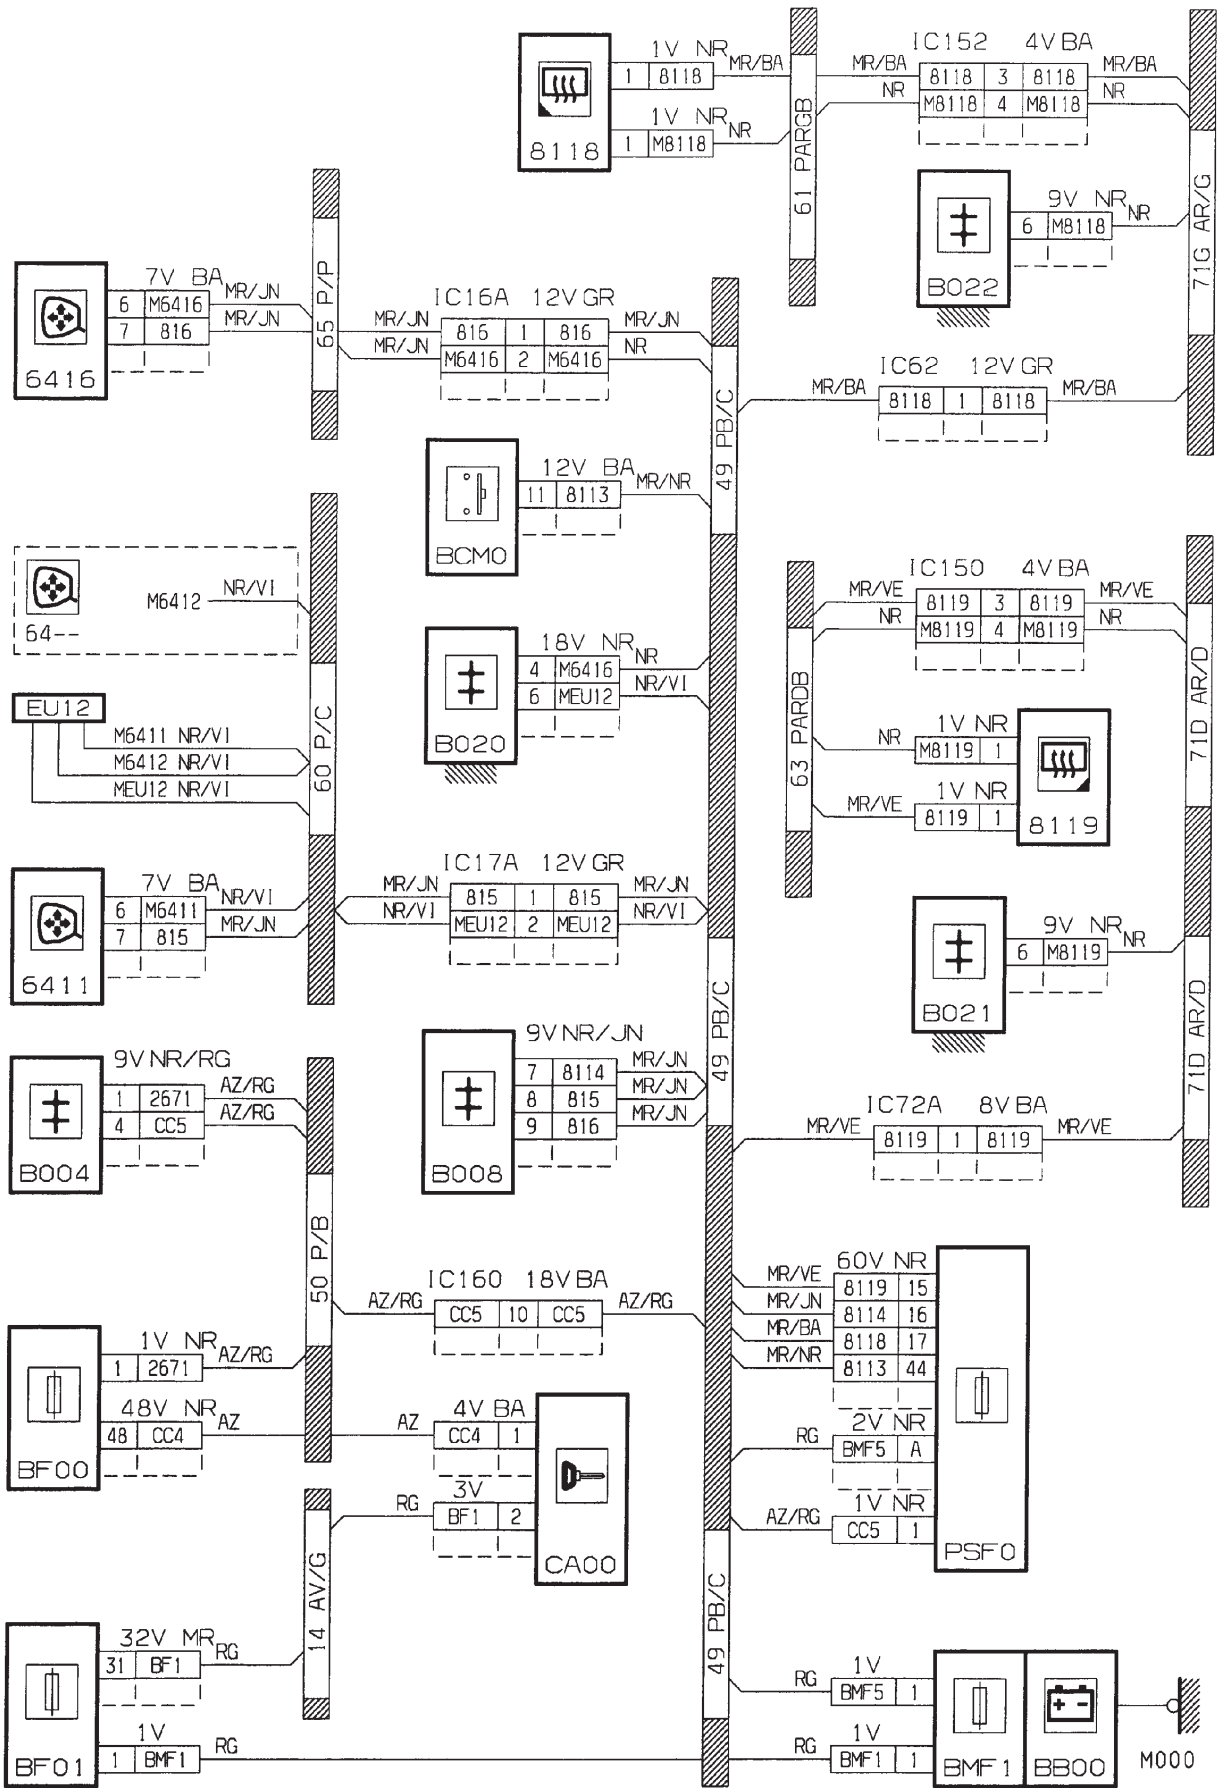 1V NR
1 8118 MR/BA
1V NR
1 M8118 NR
8118
61 PARGB
IC152 4V BA
MR/BA 8118 3 8118 MR/BA
NR M8118 4 M8118 NR
71G AR/G
9V NR
6 M8118 NR
B022
7V BA
6 M6416 MR/JN
7 816 MR/JN
6416
65 P/P
IC16A 12V GR
MR/JN 816 1 816 MR/JN
MR/JN M6416 2 M6416 NR
49 PB/C
IC62 12V GR
MR/BA 8118 1 8118 MR/BA
12V BA
11 8113 MR/NR
BCM0
M6412 NR/VI
64--
60 P/C
18V NR
4 M6416 NR
6 MEU12 NR/VI
B020
IC150 4V BA
MR/VE 8119 3 8119 MR/VE
NR M8119 4 M8119 NR
63 PARDB
71D AR/D
EU12
M6411 NR/VI
M6412 NR/VI
MEU12 NR/VI
1V NR
NR M8119 1
1V NR
MR/VE 8119 1
8119
7V BA
6 M6411 NR/VI
7 815 MR/JN
6411
IC17A 12V GR
MR/JN 815 1 815 MR/JN
NR/VI MEU12 2 MEU12 NR/VI
9V NR
6 M8119 NR
B021
71D AR/D
49 PB/C
9V NR/RG
1 2671 AZ/RG
4 CC5 AZ/RG
B004
50 P/B
9V NR/JN
7 8114 MR/JN
8 815 MR/JN
9 816 MR/JN
B008
IC72A 8V BA
MR/VE 8119 1 8119 MR/VE
IC160 18V BA
AZ/RG CC5 10 CC5 AZ/RG
60V NR
MR/VE 8119 15
MR/JN 8114 16
MR/BA 8118 17
MR/NR 8113 44
2V NR
RG BMF5 A
1V NR
AZ/RG CC5 1
PSF0
1V NR
1 2671 AZ/RG
48V NR
48 CC4 AZ
BF00
4V BA
AZ CC4 1
3V
RG BF1 2
CA00
14 AV/G
49 PB/C
32V MR
31 BF1 RG
1V
1 BMF1 RG
BF01
1V
RG BMF5 1
1V
RG BMF1 1
BMF1
BB00
M000